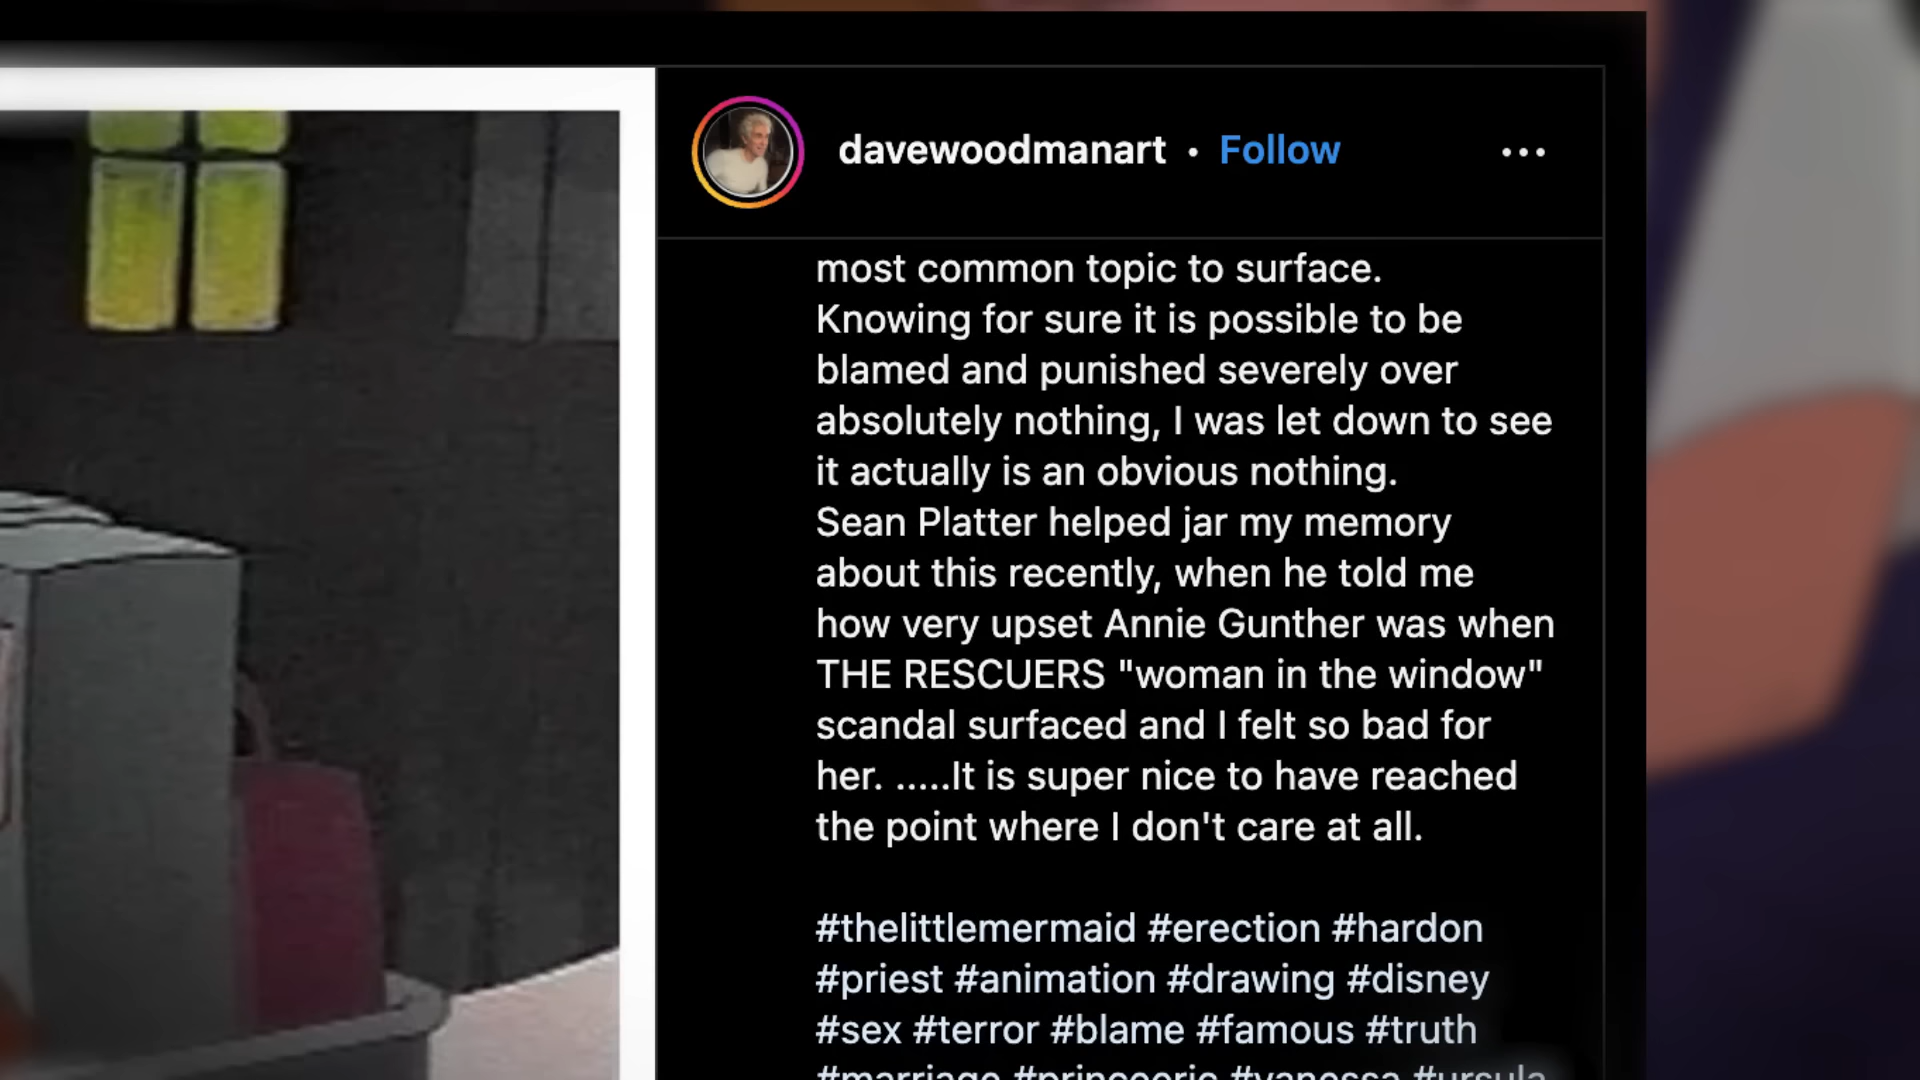 davewoodmanart • Follow
most common topic to surface.
Knowing for sure it is possible to be
blamed and punished severely over
absolutely nothing, I was let down to see
it actually is an obvious nothing.
Sean Platter helped jar my memory
about this recently, when he told me
how very upset Annie Gunther was when
THE RESCUERS "woman in the window"
scandal surfaced and I felt so bad for
her. .....It is super nice to have reached
the point where I don't care at all.
#thelittlemermaid #erection #hardon
#priest #animation #drawing #disney
#sex #terror #blame #famous #truth
#marriage #princeeric #vanessa #ursula